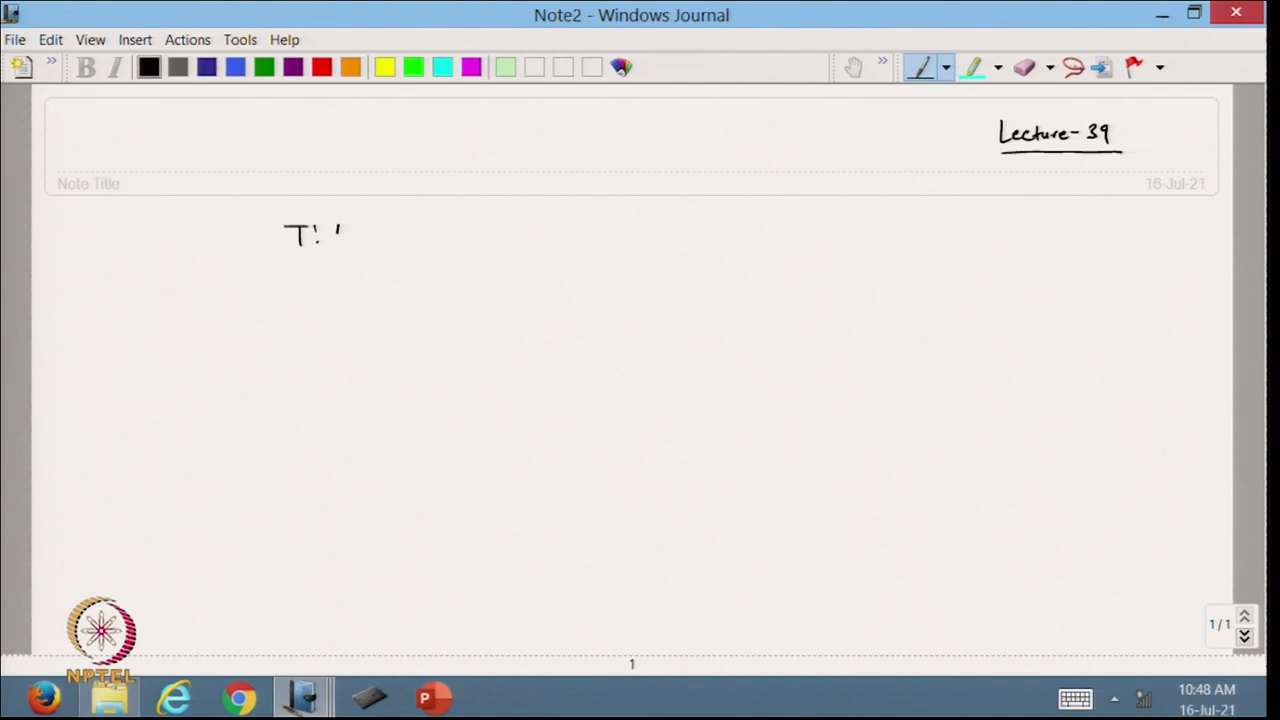 Note2 - Windows Journal
File Edit View Insert Actions Tools Help
B I
Lecture-39
Note Title
16-Jul-21
T: '
1 / 1
1
NPTEL
10:48 AM
16-Jul-21